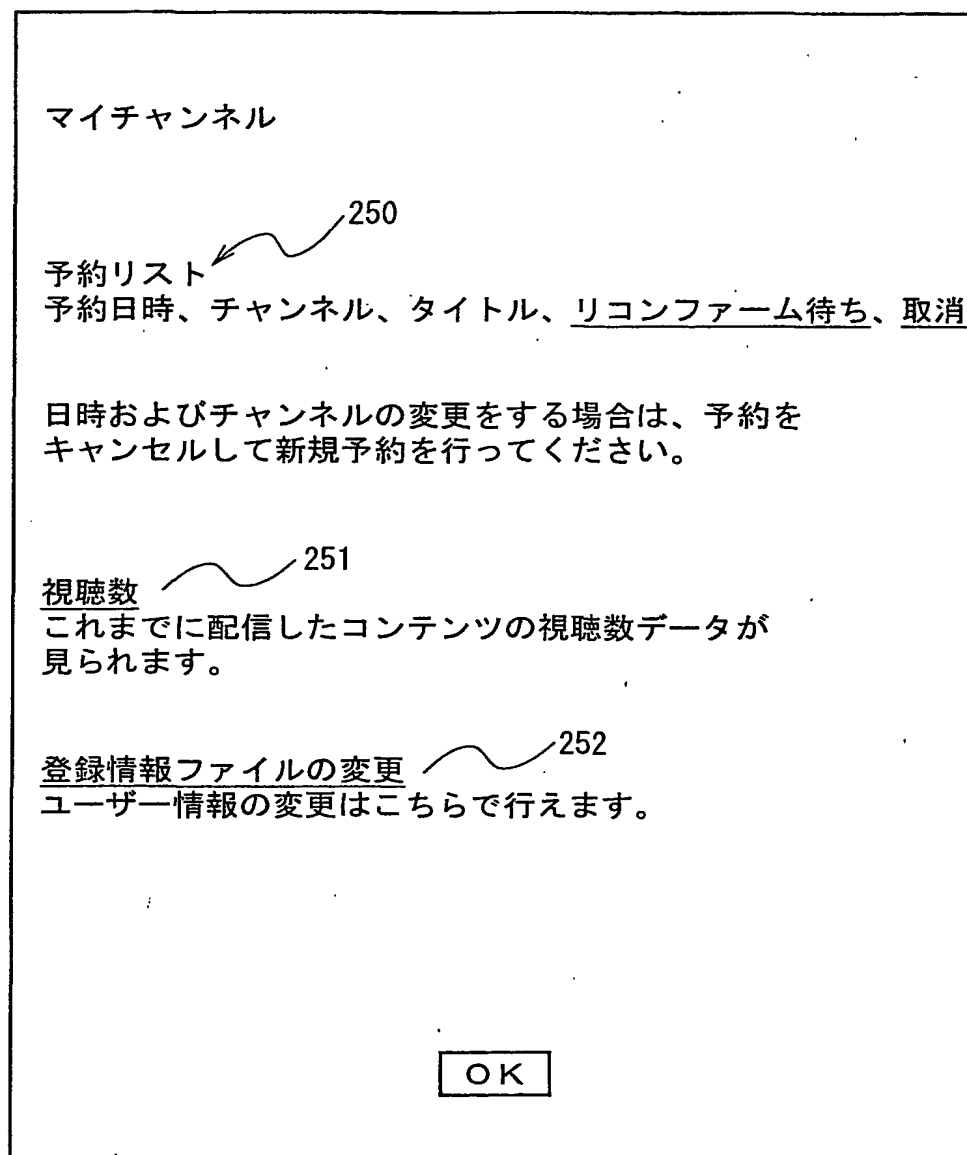 マイチャンネル
250
予約リスト
予約日時、チャンネル、タイトル、リコンファーム待ち、取消
日時およびチャンネルの変更をする場合は、予約を
キャンセルして新規予約を行ってください。
251
視聴数
これまでに配信したコンテンツの視聴数データが
見られます。
252
登録情報ファイルの変更
ユーザー情報の変更はこちらで行えます。
OK